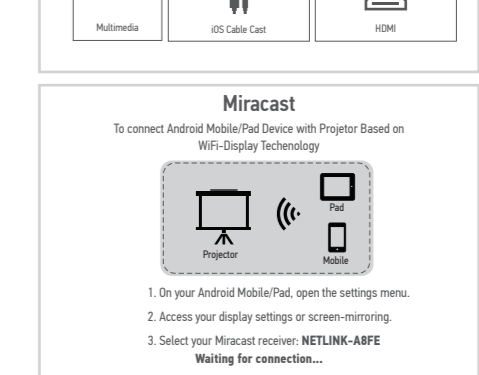 Multimedia
iOS Cable Cast
HDMI
Miracast
To connect Android Mobile/Pad Device with Projetor Based on
WiFi-Display Techenology
Pad
Projector
Mobile
1. On your Android Mobile/Pad, open the settings menu.
2. Access your display settings or screen-mirroring.
3. Select your Miracast receiver: NETLINK-A8FE
Waiting for connection...